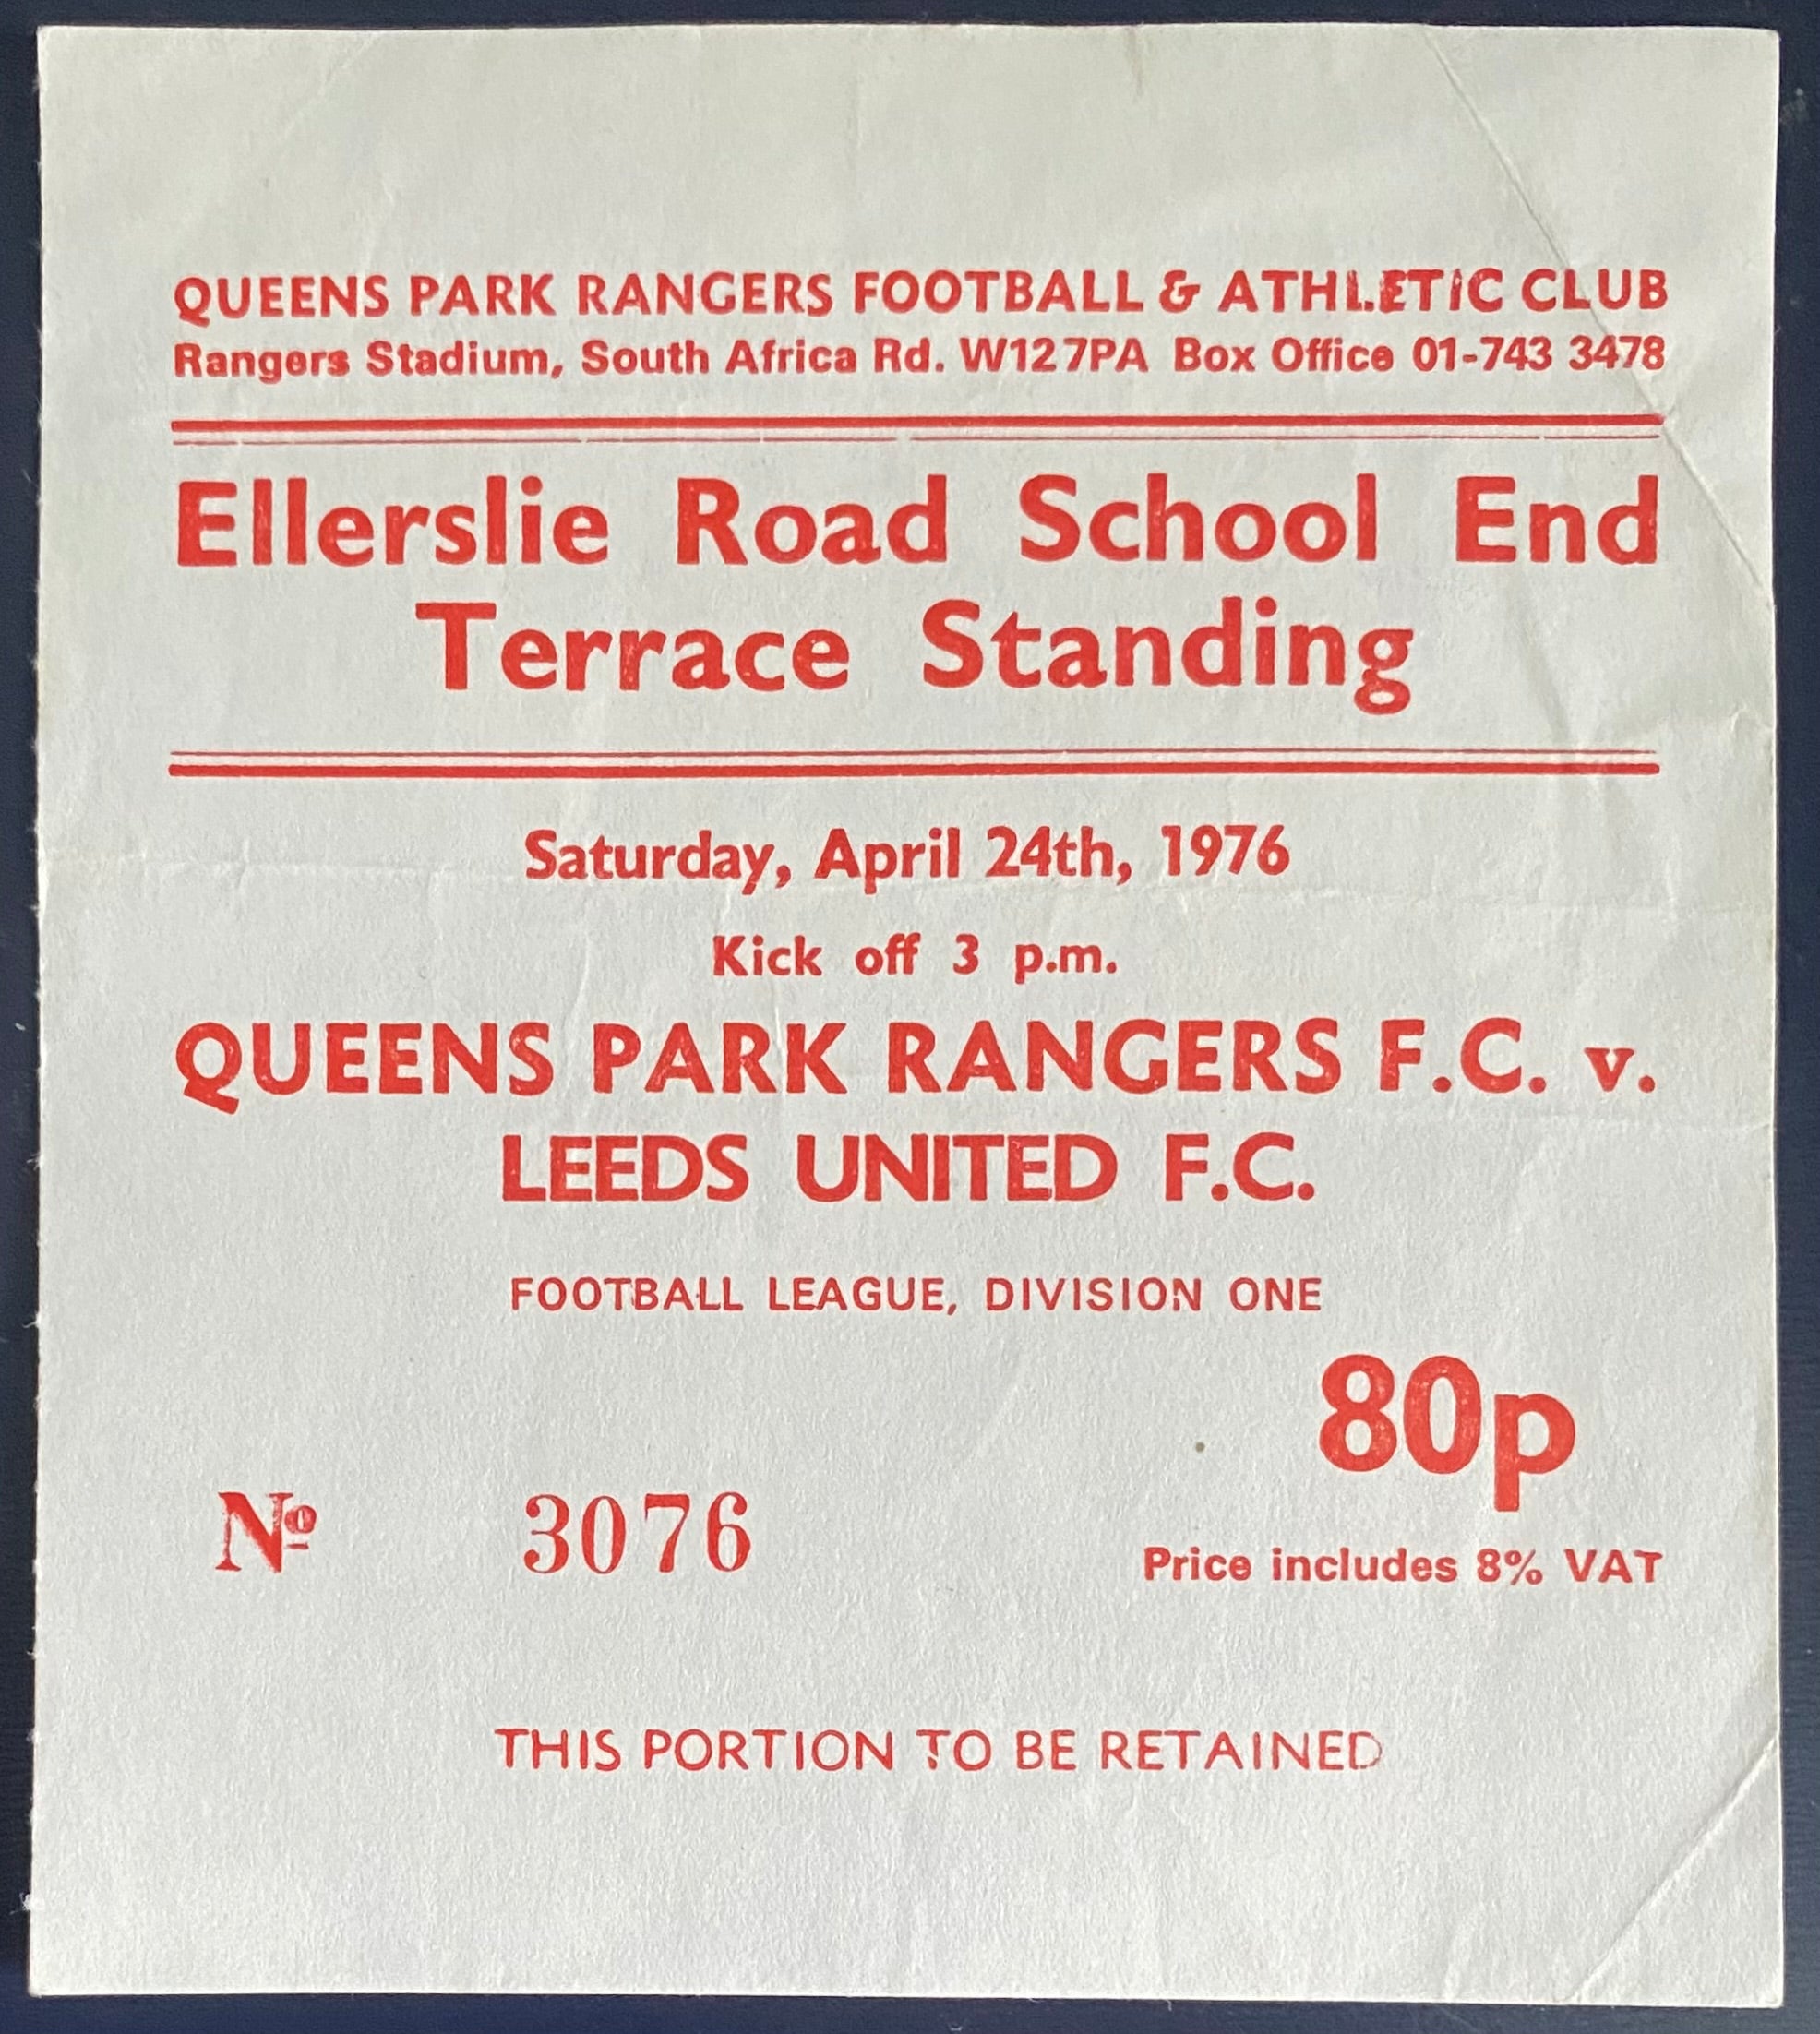 QUEENS PARK RANGERS FOOTBALL & ATHLETIC CLUB
Rangers Stadium, South Africa Rd. W12 7PA Box Office 01-743 3478
Ellerslie Road School End
Terrace Standing
Saturday, April 24th, 1976
Kick off 3 p.m.
QUEENS PARK RANGERS F.C. v.
LEEDS UNITED F.C.
FOOTBALL LEAGUE, DIVISION ONE
80p
Nº 3076
Price includes 8% VAT
THIS PORTION TO BE RETAINED